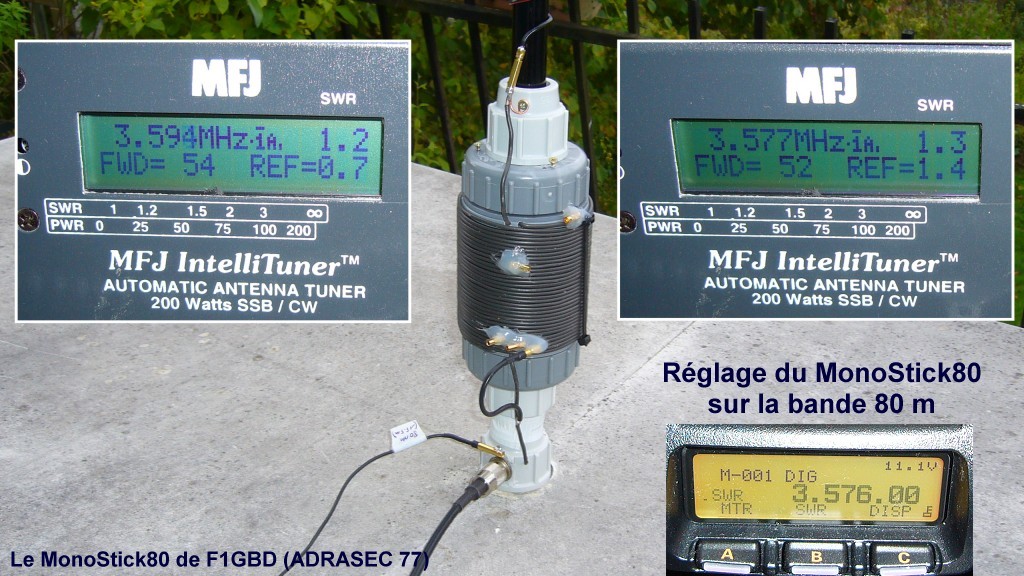 MFJ
SWR
3.594MHz-īA. 1.2
FWD= 54 REF=0.7
SWR 1 1.2 1.5 2 3 ∞
PWR 0 25 50 75 100 200
MFJ IntelliTuner™
AUTOMATIC ANTENNA TUNER
200 Watts SSB / CW
MFJ
SWR
3.577MHz-īA. 1.3
FWD= 52 REF=1.4
SWR 1 1.2 1.5 2 3 ∞
PWR 0 25 50 75 100 200
MFJ IntelliTuner™
AUTOMATIC ANTENNA TUNER
200 Watts SSB / CW
Réglage du MonoStick80
sur la bande 80 m
11.1V
M-001 DIG
SWR 3.576.00
MTR SWR DISP
A B C
Le MonoStick80 de F1GBD (ADRASEC 77)